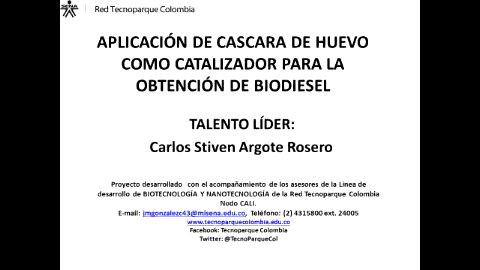 SENA
Red Tecnoparque Colombia
APLICACIÓN DE CASCARA DE HUEVO
COMO CATALIZADOR PARA LA
OBTENCIÓN DE BIODIESEL
TALENTO LÍDER:
Carlos Stiven Argote Rosero
Proyecto desarrollado con el acompañamiento de los asesores de la Linea de
desarrollo de BIOTECNOLOGÍA Y NANOTECNOLOGÍA de la Red Tecnoparque Colombia
Nodo CALI.
E-mail: jmgonzalezc43@misena.edu.co, Teléfono: (2) 4315800 ext. 24005
www.tecnoparquecolombia.edu.co
Facebook: Tecnoparque Colombia
Twitter: @TecnoParqueCol